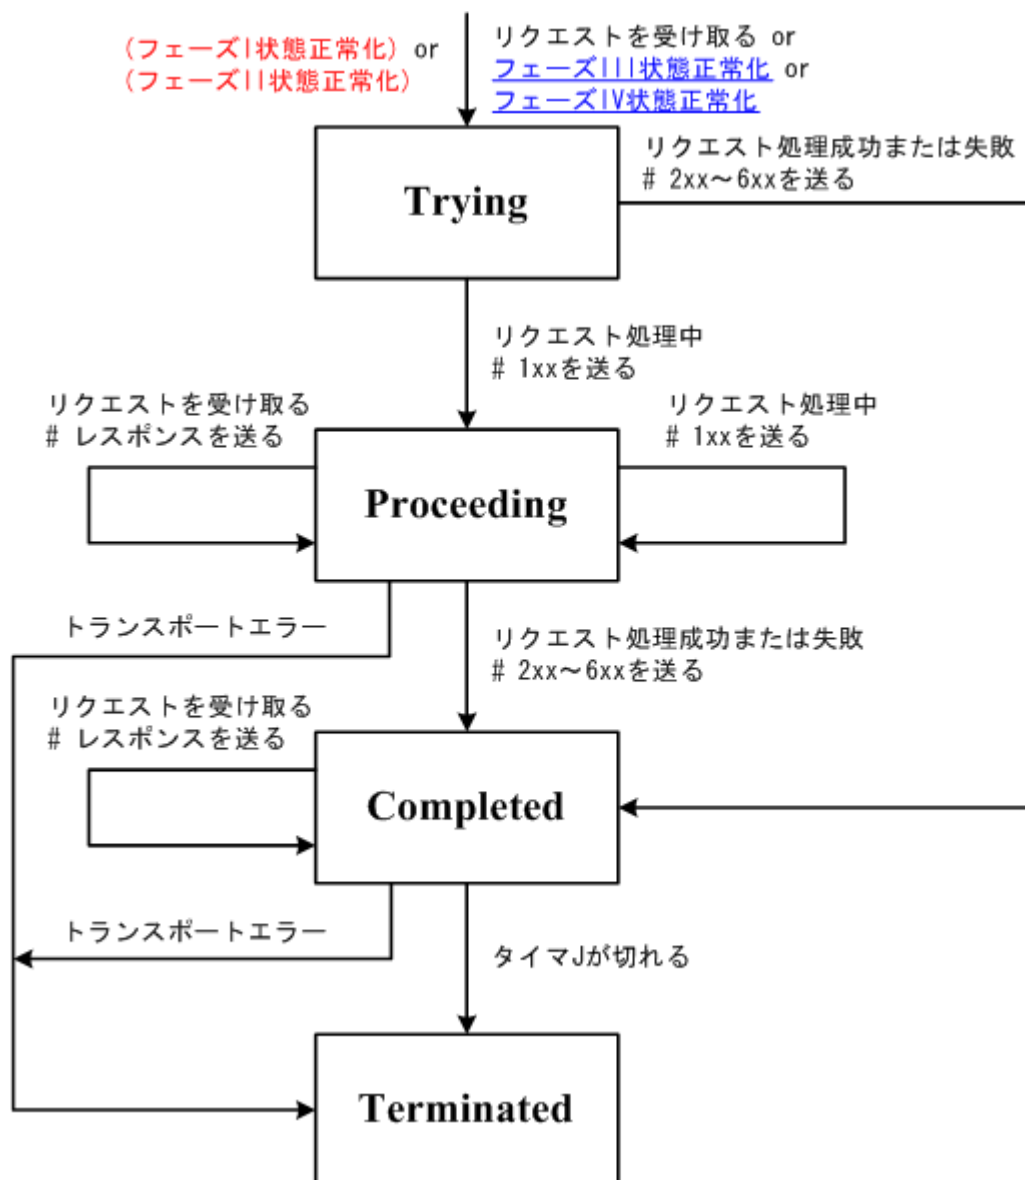 (フェーズI状態正常化) or
(フェーズII状態正常化)
リクエストを受け取る or
フェーズIII状態正常化 or
フェーズIV状態正常化
Trying
リクエスト処理成功または失敗
# 2xx～6xxを送る
リクエスト処理中
# 1xxを送る
リクエストを受け取る
# レスポンスを送る
リクエスト処理中
# 1xxを送る
Proceeding
トランスポートエラー
リクエスト処理成功または失敗
# 2xx～6xxを送る
リクエストを受け取る
# レスポンスを送る
Completed
トランスポートエラー
タイマJが切れる
Terminated